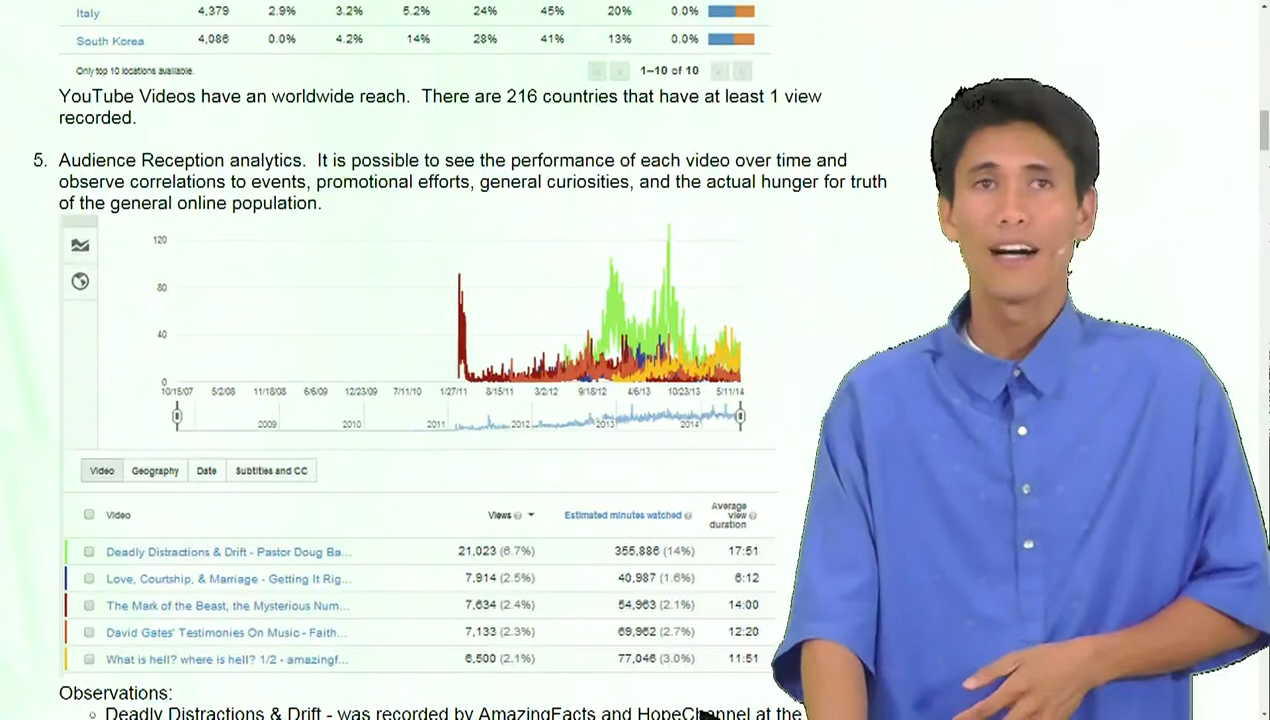 Italy 4,379 2.9% 3.2% 5.2% 24% 45% 20% 0.0%
South Korea 4,086 0.0% 4.2% 14% 28% 41% 13% 0.0%
Only top 10 locations available. 1–10 of 10
YouTube Videos have an worldwide reach. There are 216 countries that have at least 1 view
recorded.
5. Audience Reception analytics. It is possible to see the performance of each video over time and
observe correlations to events, promotional efforts, general curiosities, and the actual hunger for truth
of the general online population.
120
80
40
0
10/15/07 5/2/08 11/18/08 6/6/09 12/23/09 7/11/10 1/27/11 8/15/11 3/2/12 9/18/12 4/6/13 10/23/13 5/11/14
2009 2010 2011 2012 2013 2014
Video Geography Date Subtitles and CC
Video Views Estimated minutes watched Average view duration
Deadly Distractions & Drift - Pastor Doug Ba... 21,023 (6.7%) 355,886 (14%) 17:51
Love, Courtship, & Marriage - Getting It Rig... 7,914 (2.5%) 40,987 (1.6%) 6:12
The Mark of the Beast, the Mysterious Num... 7,634 (2.4%) 54,963 (2.1%) 14:00
David Gates' Testimonies On Music - Faith... 7,133 (2.3%) 69,962 (2.7%) 12:20
What is hell? where is hell? 1/2 - amazingf... 6,500 (2.1%) 77,046 (3.0%) 11:51
Observations:
Deadly Distractions & Drift - was recorded by AmazingFacts and HopeChannel at the